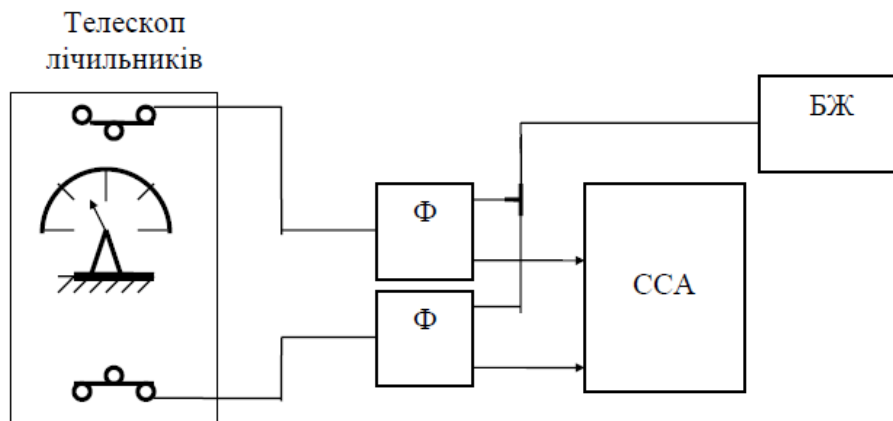 Телескоп
лічильників
БЖ
Ф
ССА
Ф